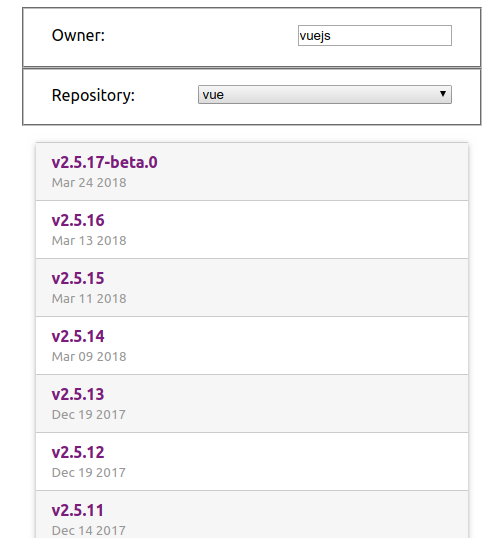 Owner: vuejs
Repository: vue
v2.5.17-beta.0
Mar 24 2018
v2.5.16
Mar 13 2018
v2.5.15
Mar 11 2018
v2.5.14
Mar 09 2018
v2.5.13
Dec 19 2017
v2.5.12
Dec 19 2017
v2.5.11
Dec 14 2017